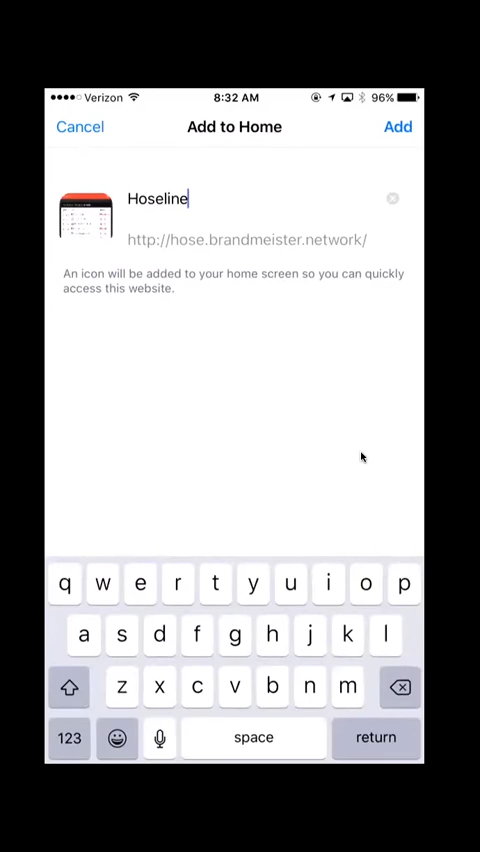 Verizon 8:32 AM 96%
Cancel Add to Home Add
Hoseline
http://hose.brandmeister.network/
An icon will be added to your home screen so you can quickly
access this website.
q w e r t y u i o p
a s d f g h j k l
z x c v b n m
123 space return